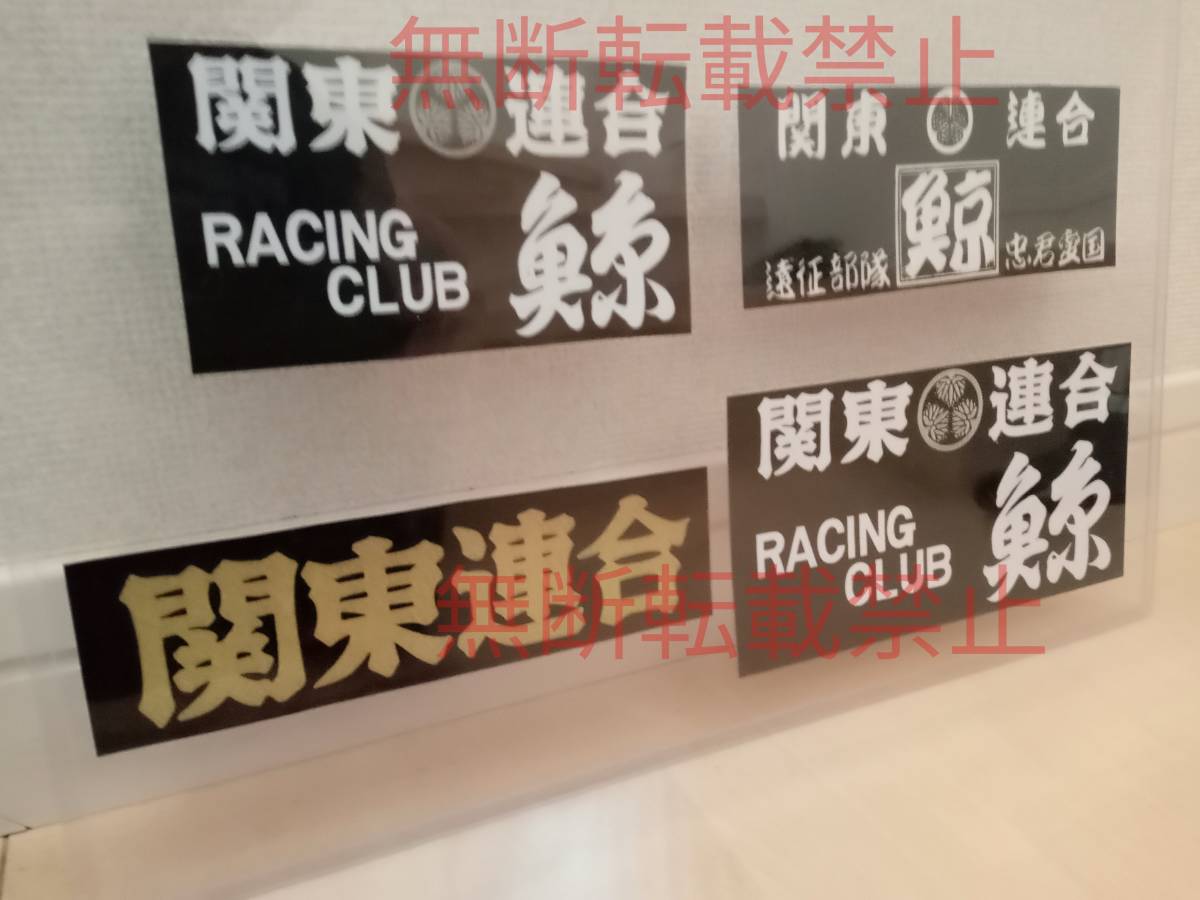 無断転載禁止
関東連合
RACING
CLUB
鯨
関東 連合
鯨
遠征部隊
忠君愛国
関東連合
関東連合
RACING
CLUB
鯨
無断転載禁止